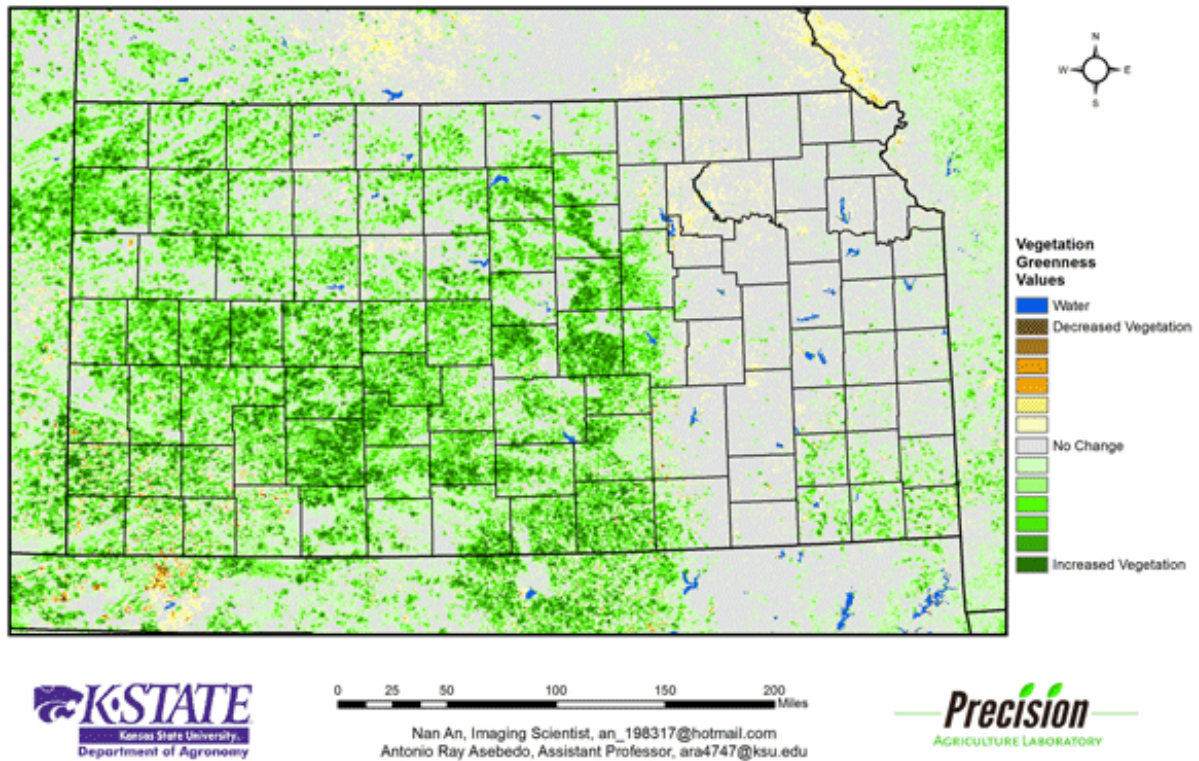 N
W E
S
Vegetation
Greenness
Values
Water
Decreased Vegetation
No Change
Increased Vegetation
K-STATE
Kansas State University.
Department of Agronomy
0 25 50 100 150 200
Miles
Nan An, Imaging Scientist, an_198317@hotmail.com
Antonio Ray Asebedo, Assistant Professor, ara4747@ksu.edu
Precision
AGRICULTURE LABORATORY